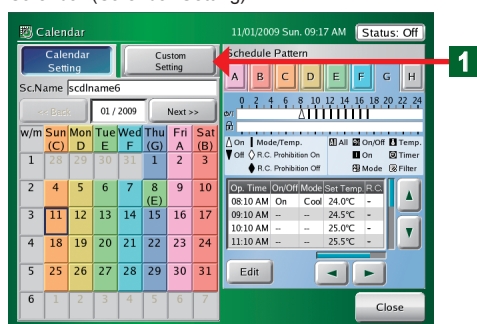 Calendar 11/01/2009 Sun. 09:17 AM Status: Off
Calendar Setting Custom Setting
1
Schedule Pattern
Sc.Name scdlname6
A B C D E F G H
<< Back 01 / 2009 Next >>
0 2 4 6 8 10 12 14 16 18 20 22 24
w/m Sun (C) Mon D Tue E Wed F Thu (G) Fri A Sat (B)
1 28 29 30 31 1 2 3
2 4 5 6 7 8 (E) 9 10
3 11 12 13 14 15 16 17
4 18 19 20 21 22 23 24
5 25 26 27 28 29 30 31
6 1 2 3 4 5 6 7
On Mode/Temp. All On/Off Temp.
Off R.C. Prohibition On On Timer
R.C. Prohibition Off Mode Filter
Op. Time On/Off Mode Set Temp. R.C.
08:10 AM On Cool 24.0°C -
09:10 AM -- -- 24.5°C -
10:10 AM -- -- 25.0°C -
11:10 AM -- -- 25.5°C -
Edit
Close